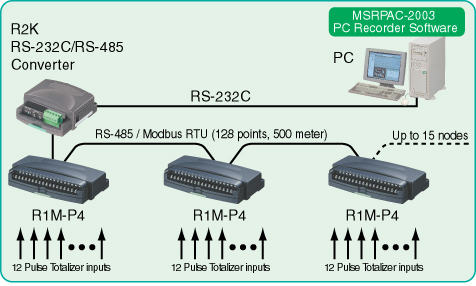 MSRPAC-2003
PC Recorder Software
R2K
RS-232C/RS-485
Converter
PC
RS-232C
RS-485 / Modbus RTU (128 points, 500 meter)
Up to 15 nodes
R1M-P4
R1M-P4
R1M-P4
12 Pulse Totalizer inputs
12 Pulse Totalizer inputs
12 Pulse Totalizer inputs